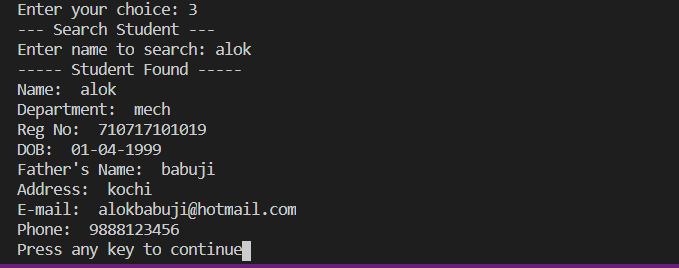 Enter your choice: 3
--- Search Student ---
Enter name to search: alok
----- Student Found -----
Name:  alok
Department:  mech
Reg No:  710717101019
DOB:  01-04-1999
Father's Name:  babuji
Address:  kochi
E-mail:  alokbabuji@hotmail.com
Phone:  9888123456
Press any key to continue